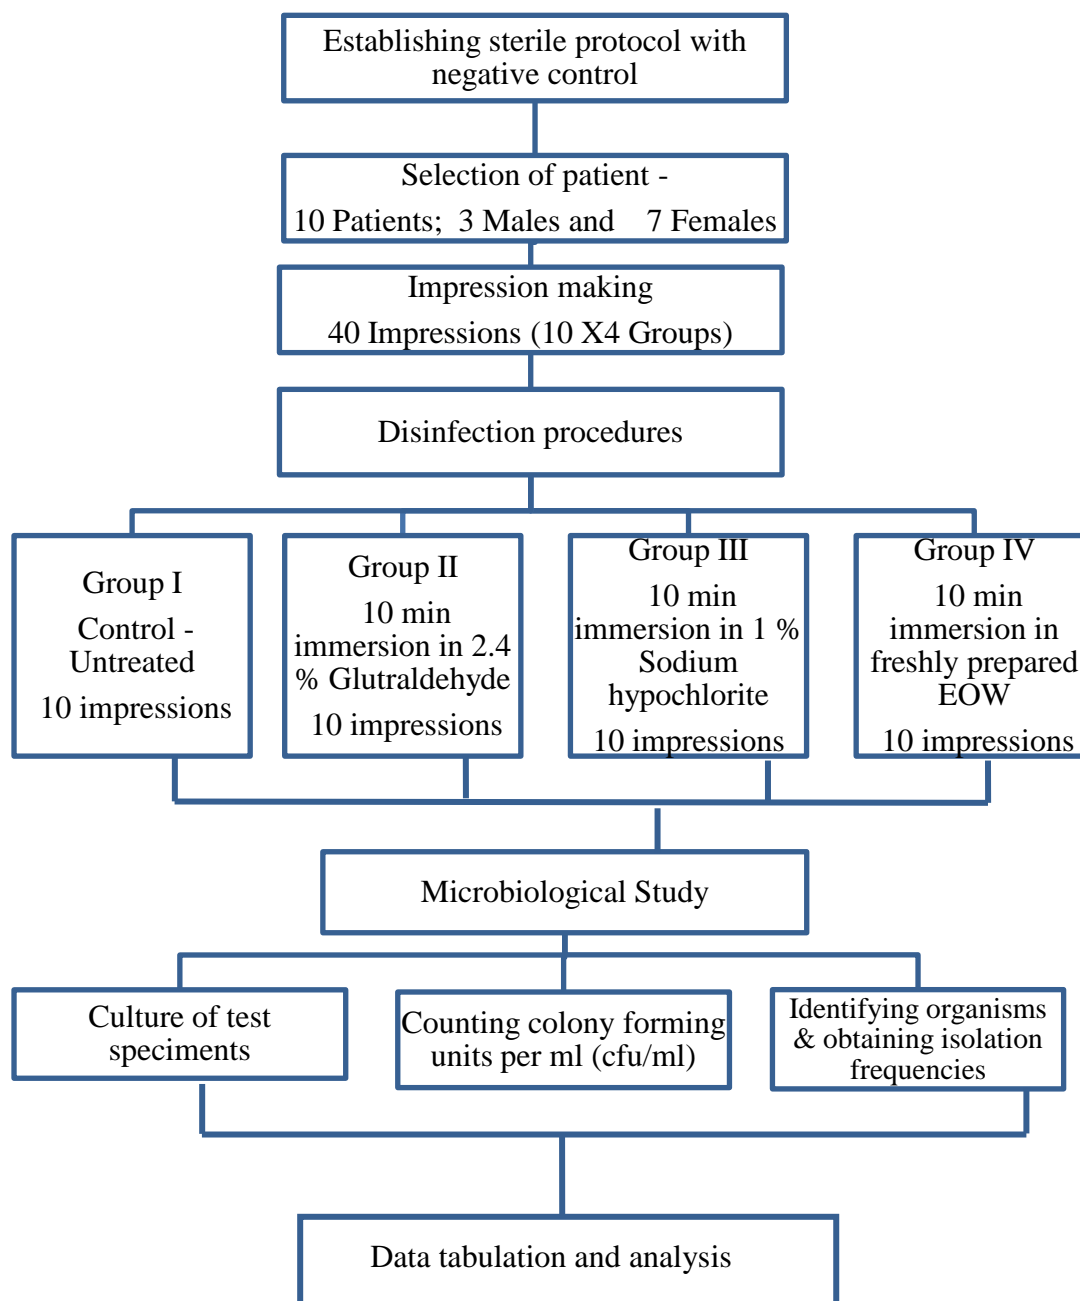 Establishing sterile protocol with
negative control
Selection of patient -
10 Patients; 3 Males and 7 Females
Impression making
40 Impressions (10 X4 Groups)
Disinfection procedures
Group I
Control -
Untreated
10 impressions
Group II
10 min
immersion in 2.4
% Glutraldehyde
10 impressions
Group III
10 min
immersion in 1 %
Sodium
hypochlorite
10 impressions
Group IV
10 min
immersion in
freshly prepared
EOW
10 impressions
Microbiological Study
Culture of test
speciments
Counting colony forming
units per ml (cfu/ml)
Identifying organisms
& obtaining isolation
frequencies
Data tabulation and analysis